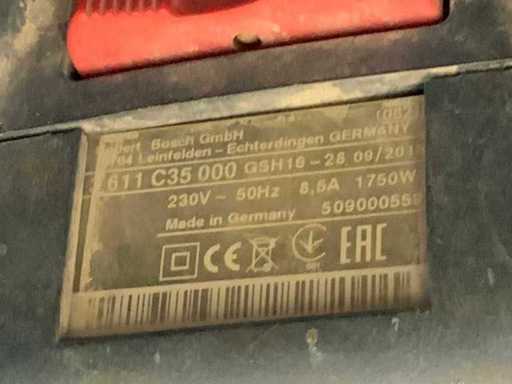 Bosch GmbH
Leinfelden - Echterdingen GERMANY
611 C35 000 GSH16-28 09/201
230V ~ 50Hz 8,5A 1750W
Made in Germany 50900055
CE EAC